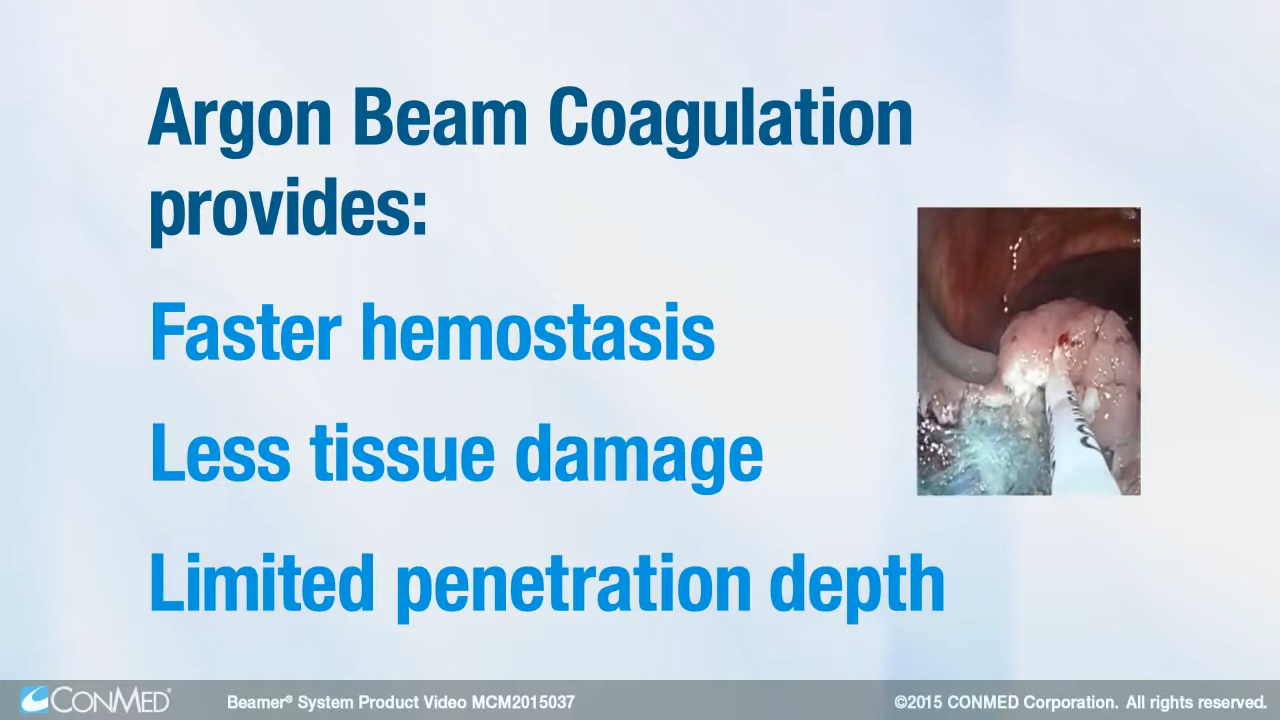 Argon Beam Coagulation
provides:
Faster hemostasis
Less tissue damage
Limited penetration depth
CONMED® Beamer® System Product Video MCM2015037 ©2015 CONMED Corporation. All rights reserved.